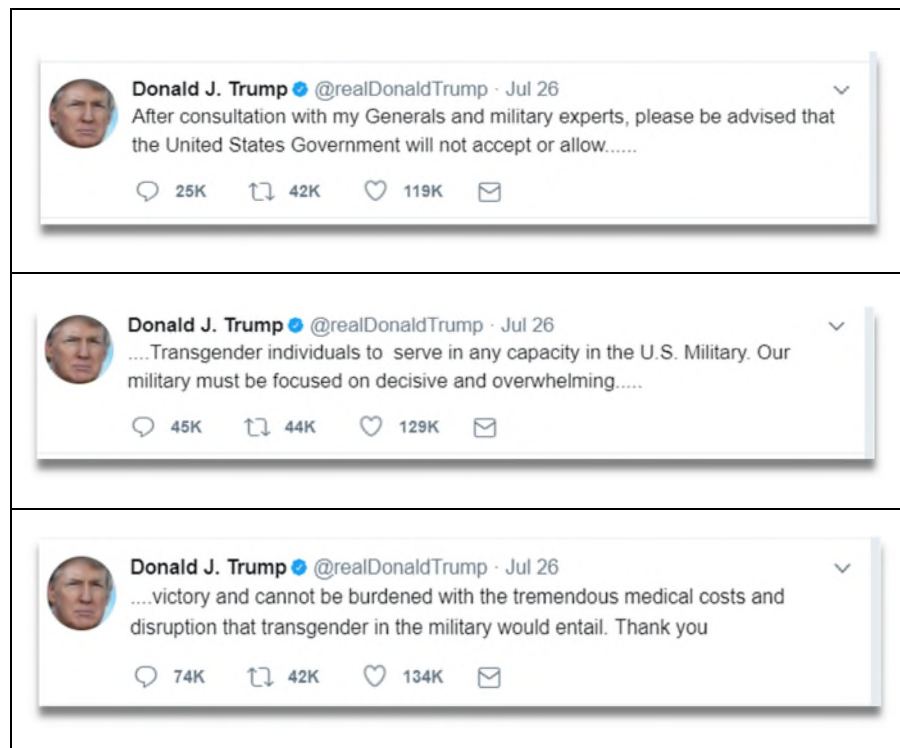 Donald J. Trump @realDonaldTrump · Jul 26
After consultation with my Generals and military experts, please be advised that
the United States Government will not accept or allow......
25K 42K 119K
Donald J. Trump @realDonaldTrump · Jul 26
....Transgender individuals to  serve in any capacity in the U.S. Military. Our
military must be focused on decisive and overwhelming.....
45K 44K 129K
Donald J. Trump @realDonaldTrump · Jul 26
....victory and cannot be burdened with the tremendous medical costs and
disruption that transgender in the military would entail. Thank you
74K 42K 134K